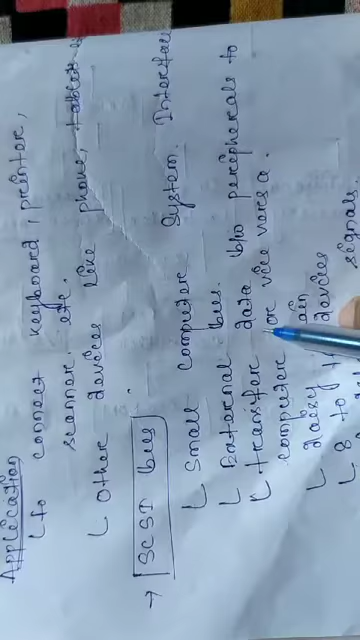 Application
↳ to connect keyboard, printer,
scanner. etc.
↳ Other devices like phone, tablets
→ SCSI bus
↳ Small computer System. Interface
↳ External bus.
↳ transfer data b/w peripherals to
computer or vice versa.
↳ daisy
↳ 8 to devices
signals.